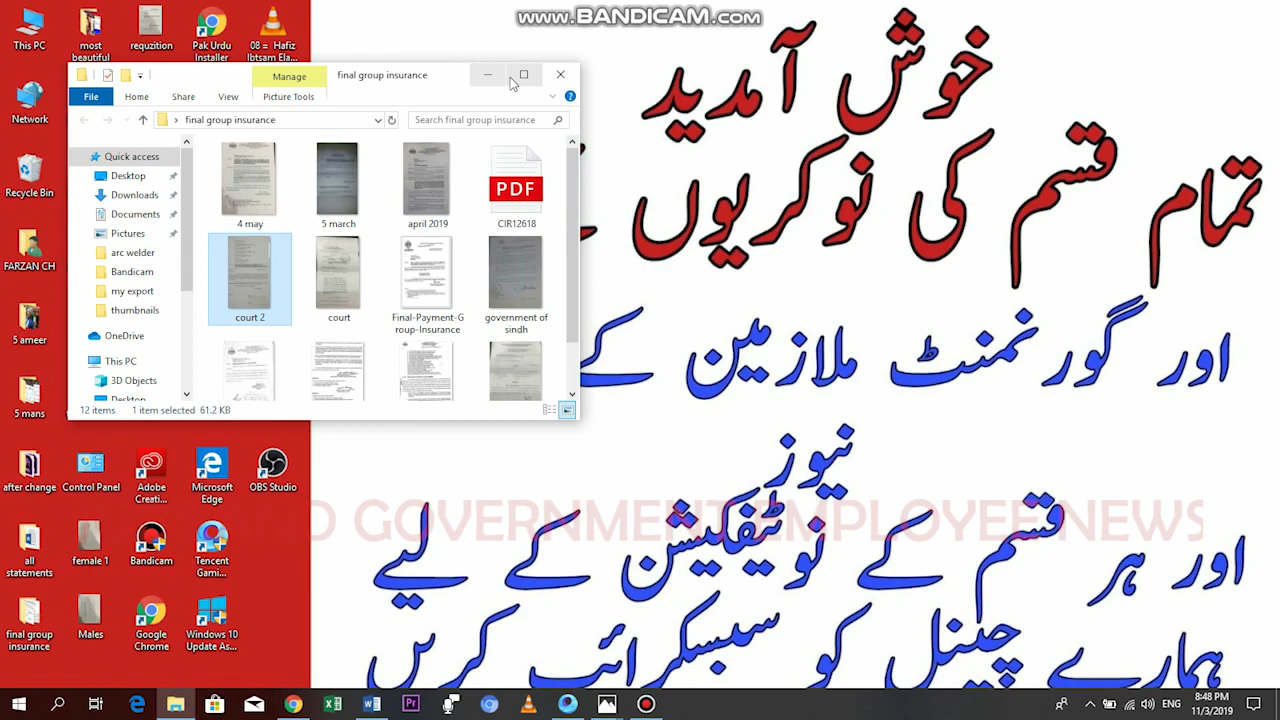 www.BANDICAM.com
This PC
most beautiful
requzition
Pak Urdu Installer
08 = Hafiz Ibtsam Ela...
Network
Recycle Bin
FARZAN CH
5 ameer
5 mans
after change
Control Panel
Adobe Creati...
Microsoft Edge
OBS Studio
all statements
female 1
Bandicam
Tencent Gami...
final group insurance
Males
Google Chrome
Windows 10 Update As...
Manage
final group insurance
File
Home
Share
View
Picture Tools
final group insurance
Search final group insurance
Quick access
Desktop
Downloads
Documents
Pictures
arc welder
Bandicam
my export
thumbnails
OneDrive
This PC
3D Objects
Desktop
4 may
5 march
april 2019
PDF
CIR12618
court 2
court
Final-Payment-G
roup-Insurance
government of
sindh
12 items
1 item selected 61.2 KB
خوش آمدید
تمام قسم کی نوکریوں
اور گورنمنٹ ملازمین کے
نیوز
GOVERNMENT EMPLOYEE NEWS
اور ہر قسم کے نوٹیفکیشن کے لیے
ہمارے چینل کو سبسکرائب کریں
ENG
8:48 PM
11/3/2019